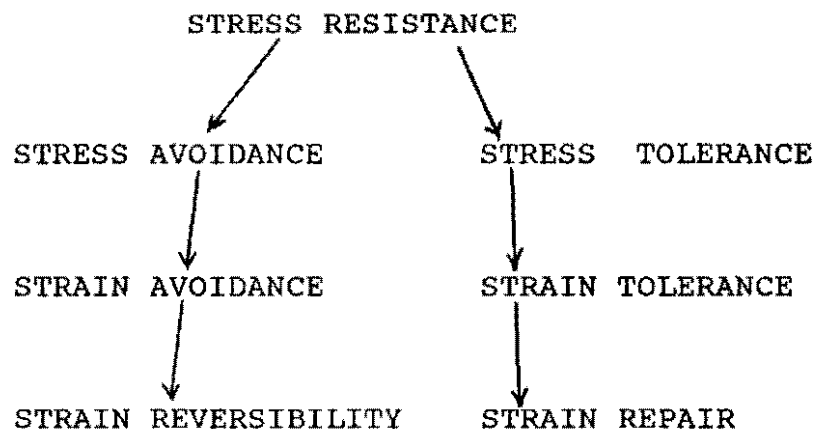 STRESS RESISTANCE
STRESS AVOIDANCE
STRESS TOLERANCE
STRAIN AVOIDANCE
STRAIN TOLERANCE
STRAIN REVERSIBILITY
STRAIN REPAIR